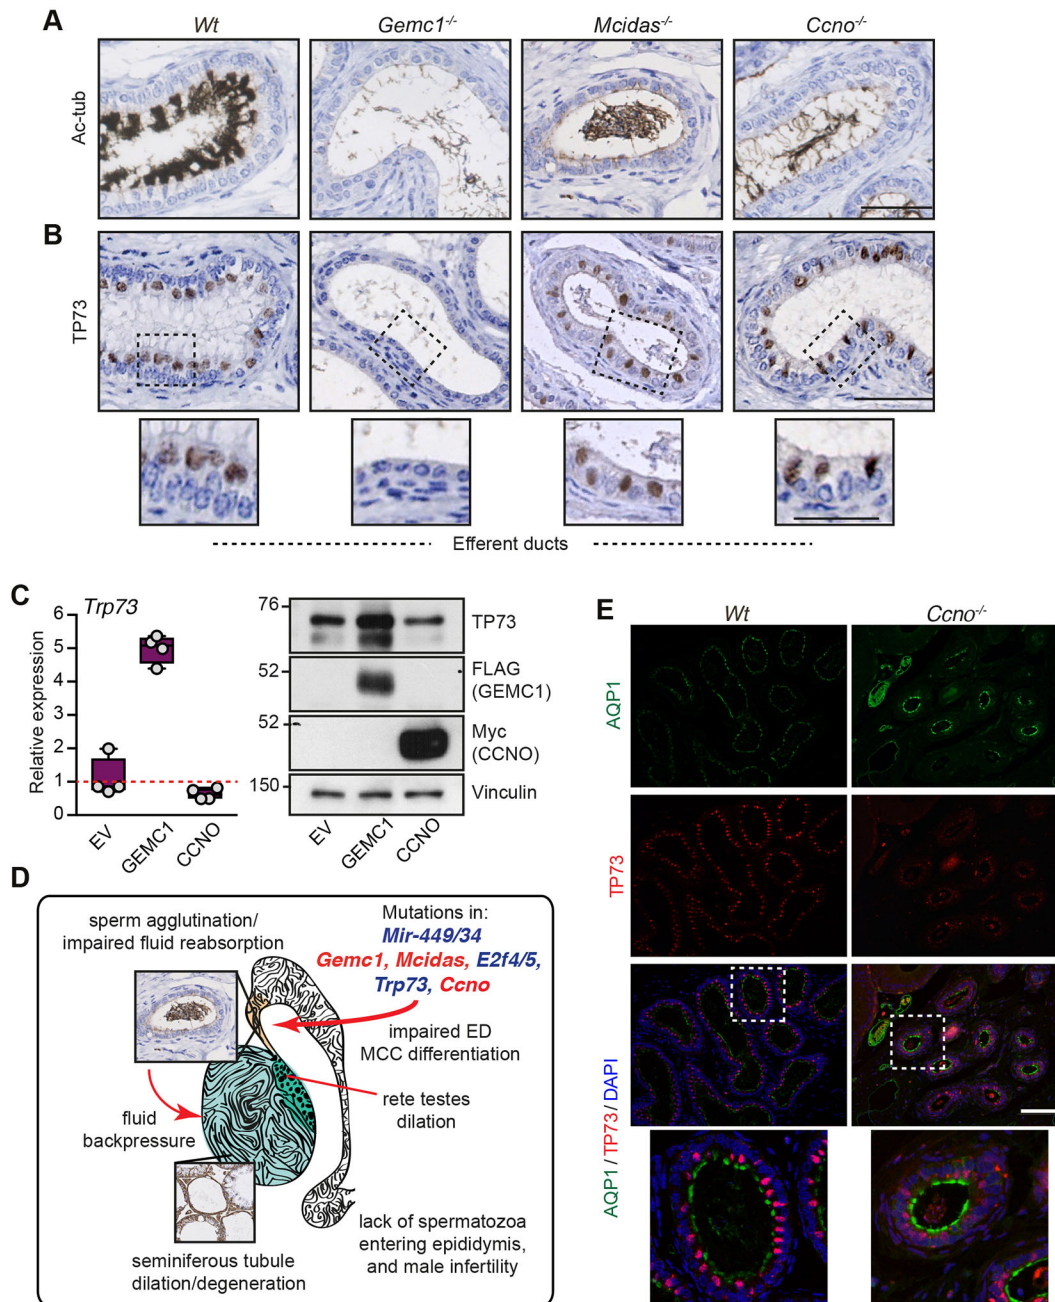 A
Wt
Gemc1-/-
Mcidas-/-
Ccno-/-
Ac-tub
B
TP73
Efferent ducts
C
Trp73
Relative expression
6
5
4
3
2
1
0
EV
GEMC1
CCNO
76
TP73
52
FLAG
(GEMC1)
52
Myc
(CCNO)
150
Vinculin
EV
GEMC1
CCNO
D
sperm agglutination/
impaired fluid reabsorption
Mutations in:
Mir-449/34
Gemc1, Mcidas, E2f4/5,
Trp73, Ccno
impaired ED
MCC differentiation
rete testes
dilation
fluid
backpressure
seminiferous tubule
dilation/degeneration
lack of spermatozoa
entering epididymis,
and male infertility
E
Wt
Ccno-/-
AQP1
TP73
AQP1 / TP73 / DAPI